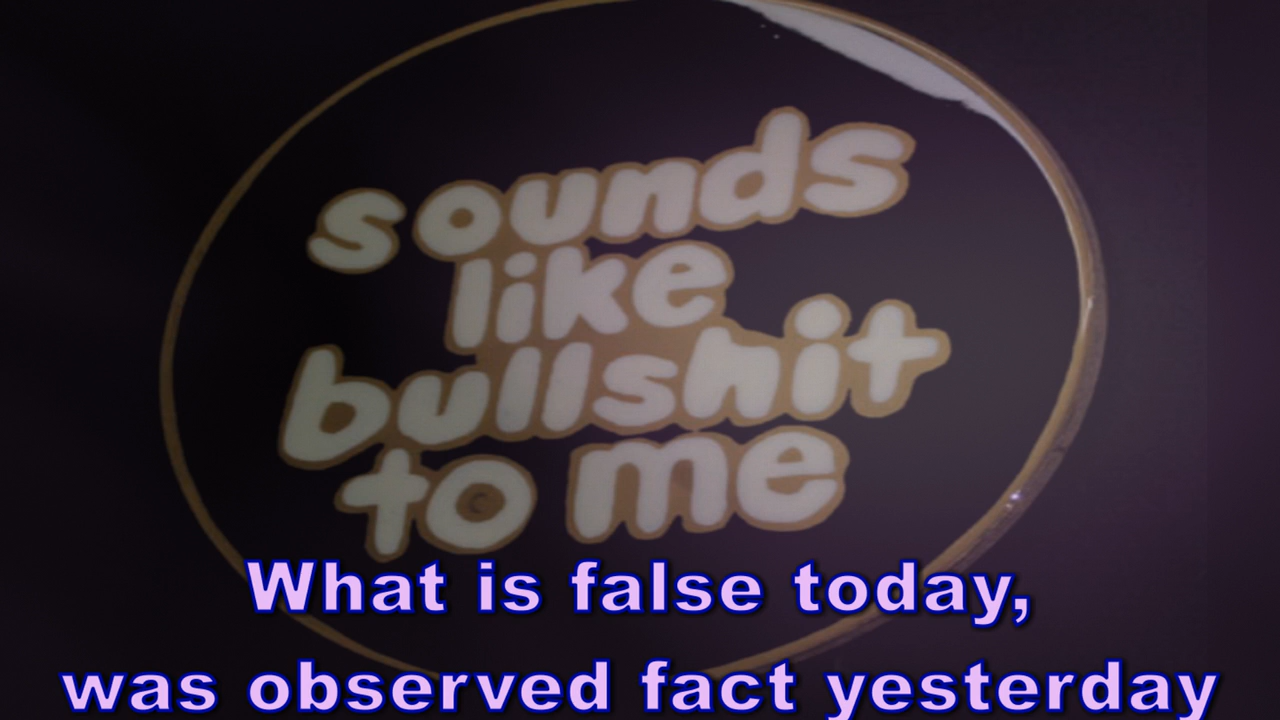 sounds
like
bullshit
to me
What is false today,
was observed fact yesterday